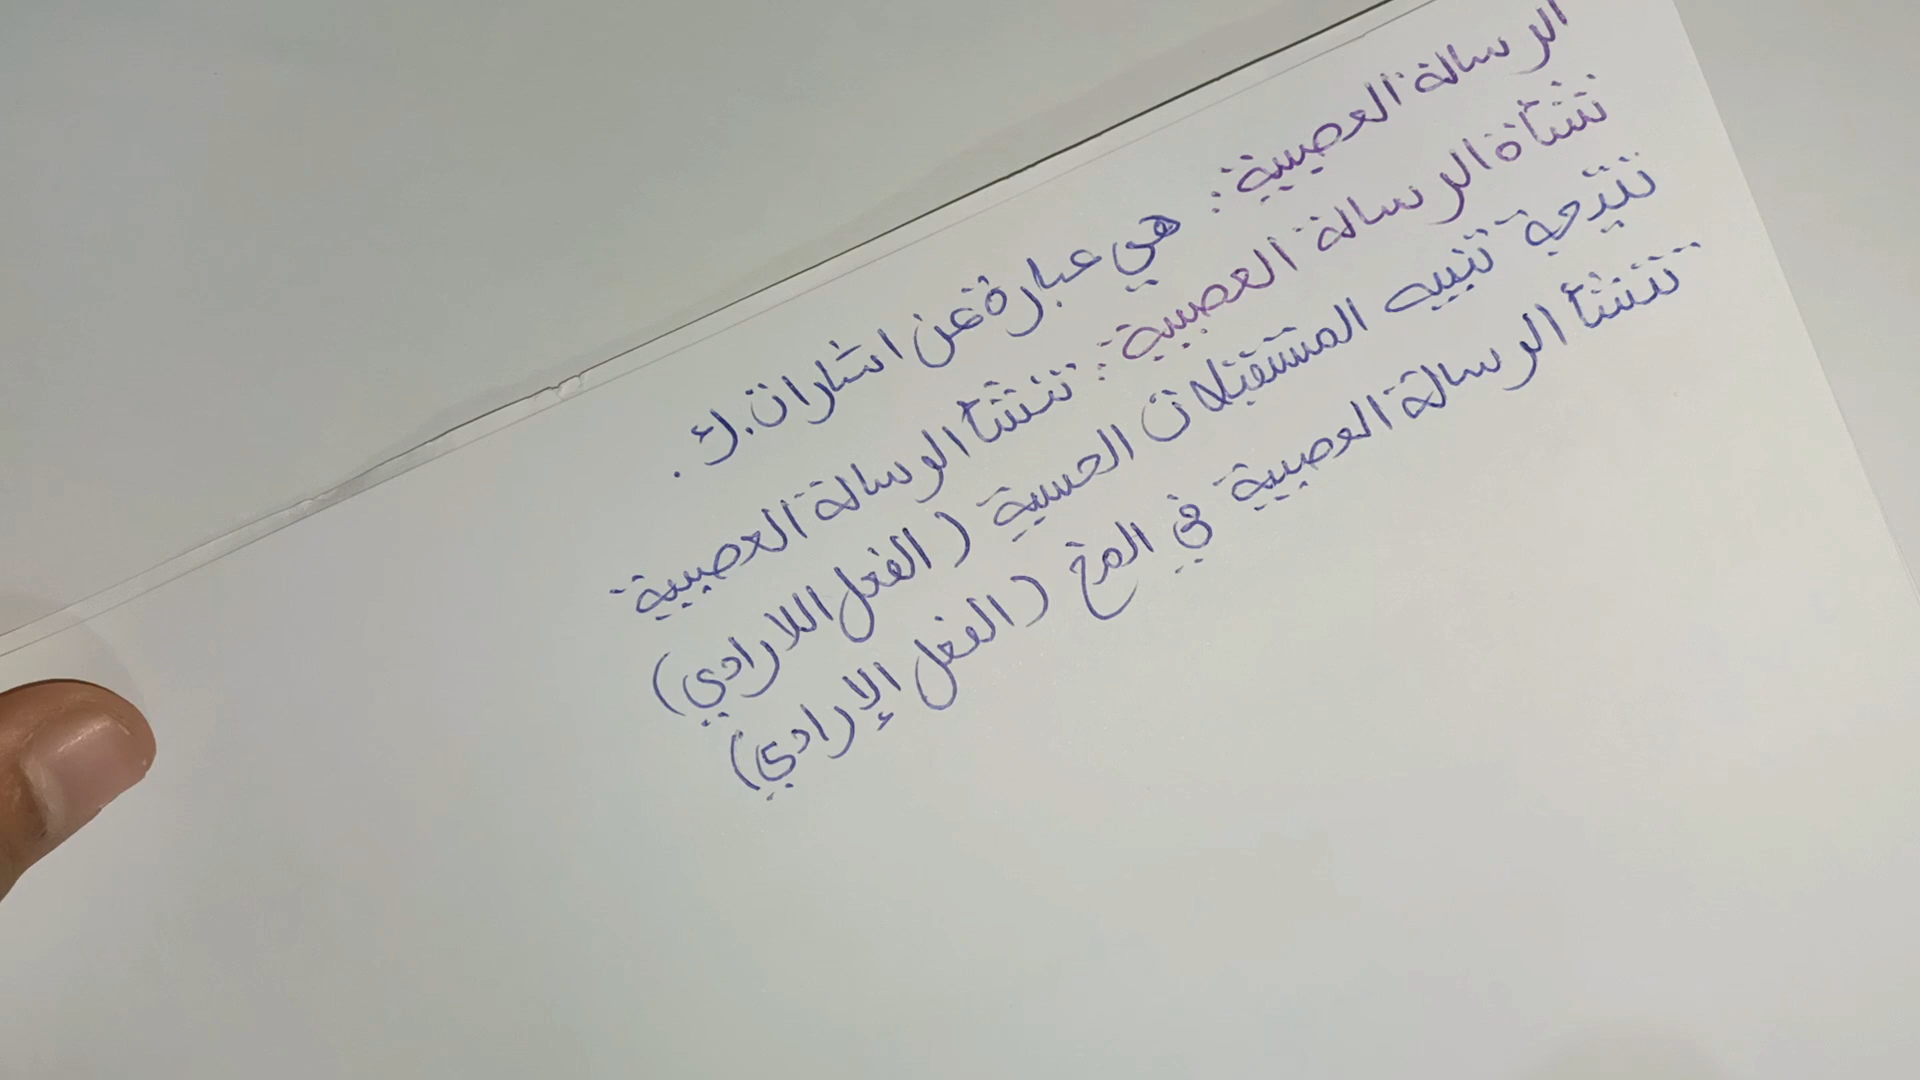 الرسالة العصبية: هي عبارة عن اشارات.ك.
نشأة الرسالة العصبية: تنشأ الرسالة العصبية
نتيجة تنبيه المستقبلات الحسية (الفعل اللارادي)
تنشأ الرسالة العصبية في المخ (الفعل الإرادي)